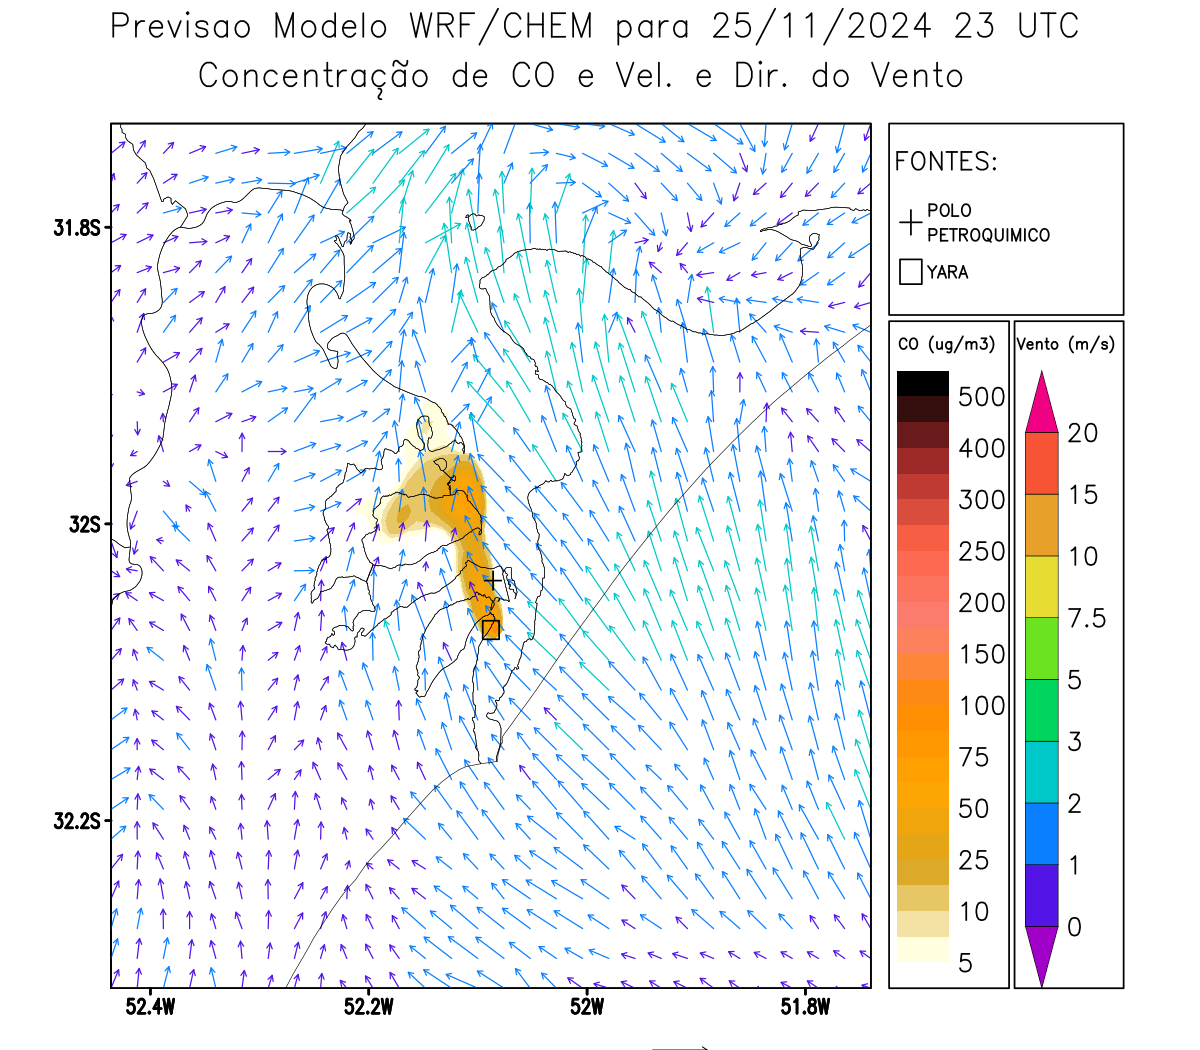 Previsao Modelo WRF/CHEM para 25/11/2024 23 UTC
Concentração de CO e Vel. e Dir. do Vento
FONTES:
POLO
PETROQUIMICO
YARA
CO (ug/m3)
500
400
300
250
200
150
100
75
50
25
10
5
Vento (m/s)
20
15
10
7.5
5
3
2
1
0
31.8S
32S
32.2S
52.4W
52.2W
52W
51.8W